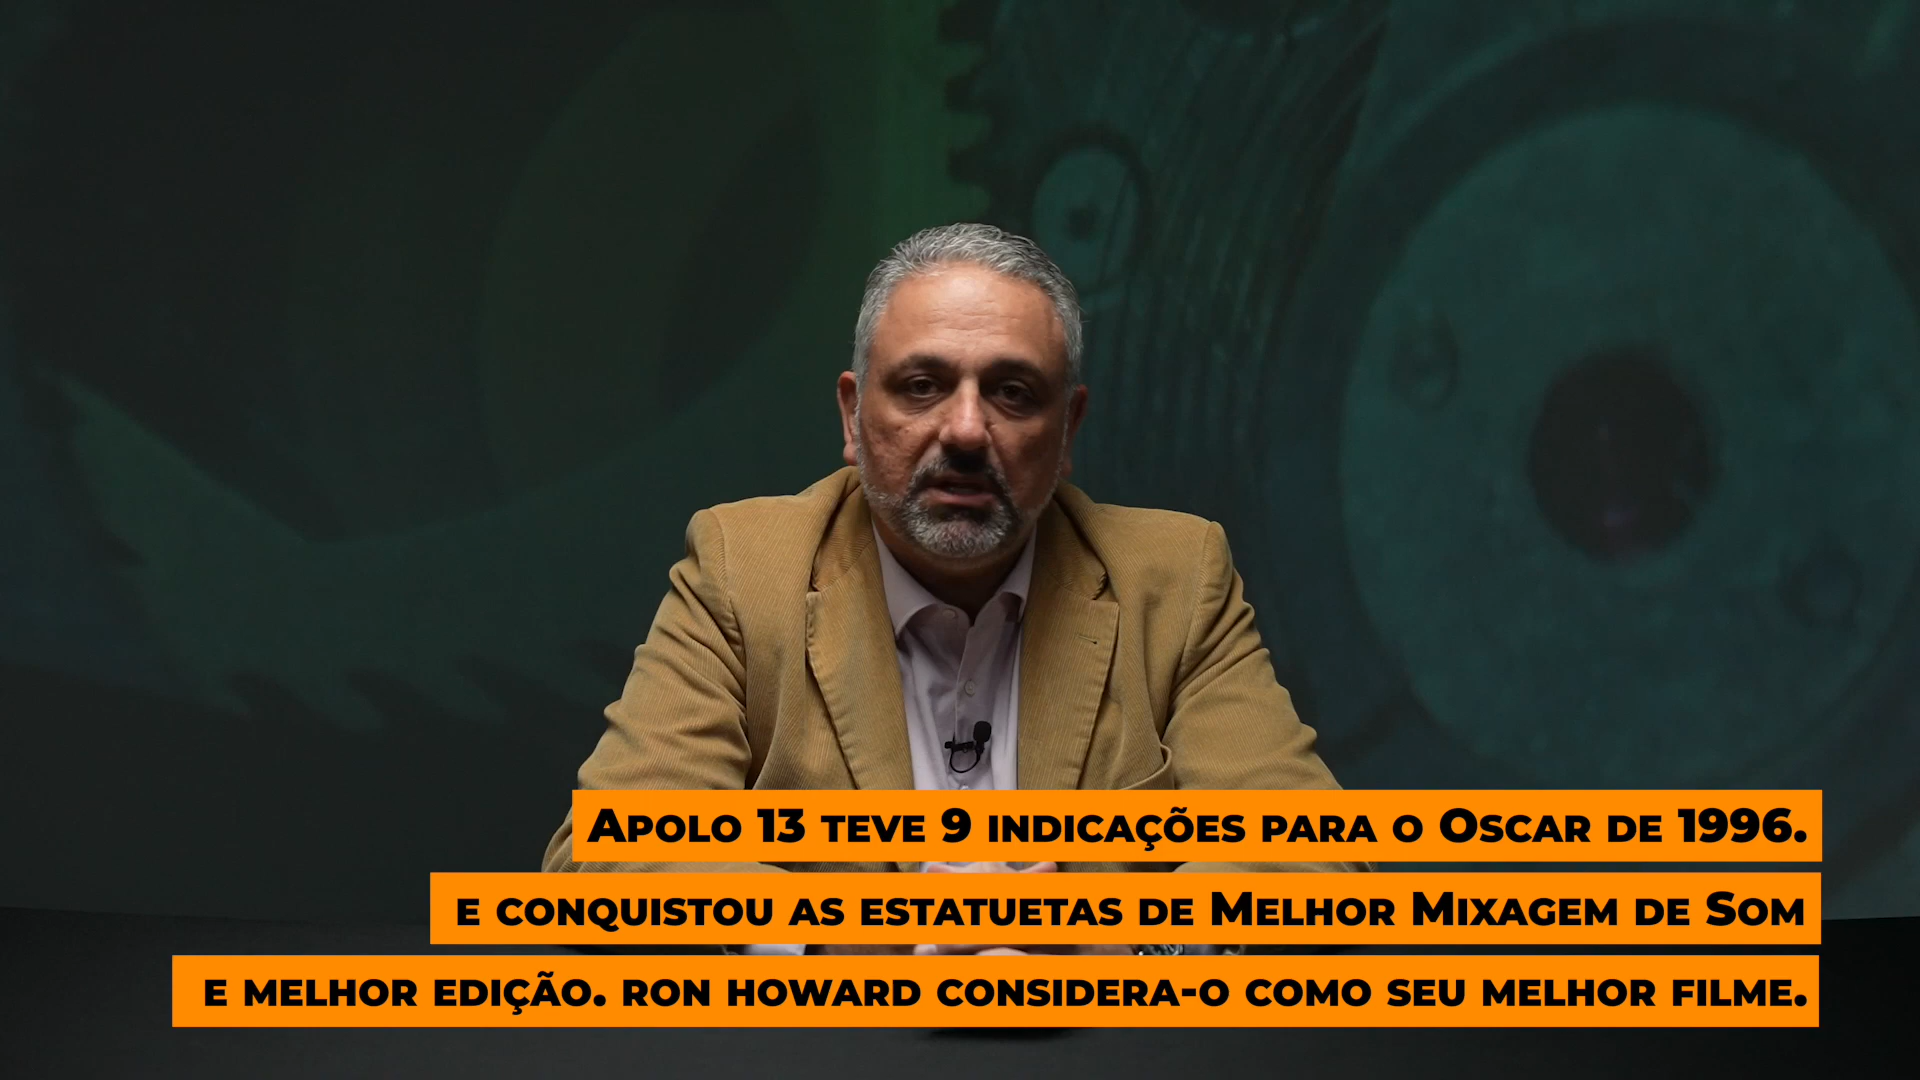 Apolo 13 teve 9 indicações para o Oscar de 1996.
e conquistou as estatuetas de Melhor Mixagem de Som
e melhor edição. ron howard considera-o como seu melhor filme.